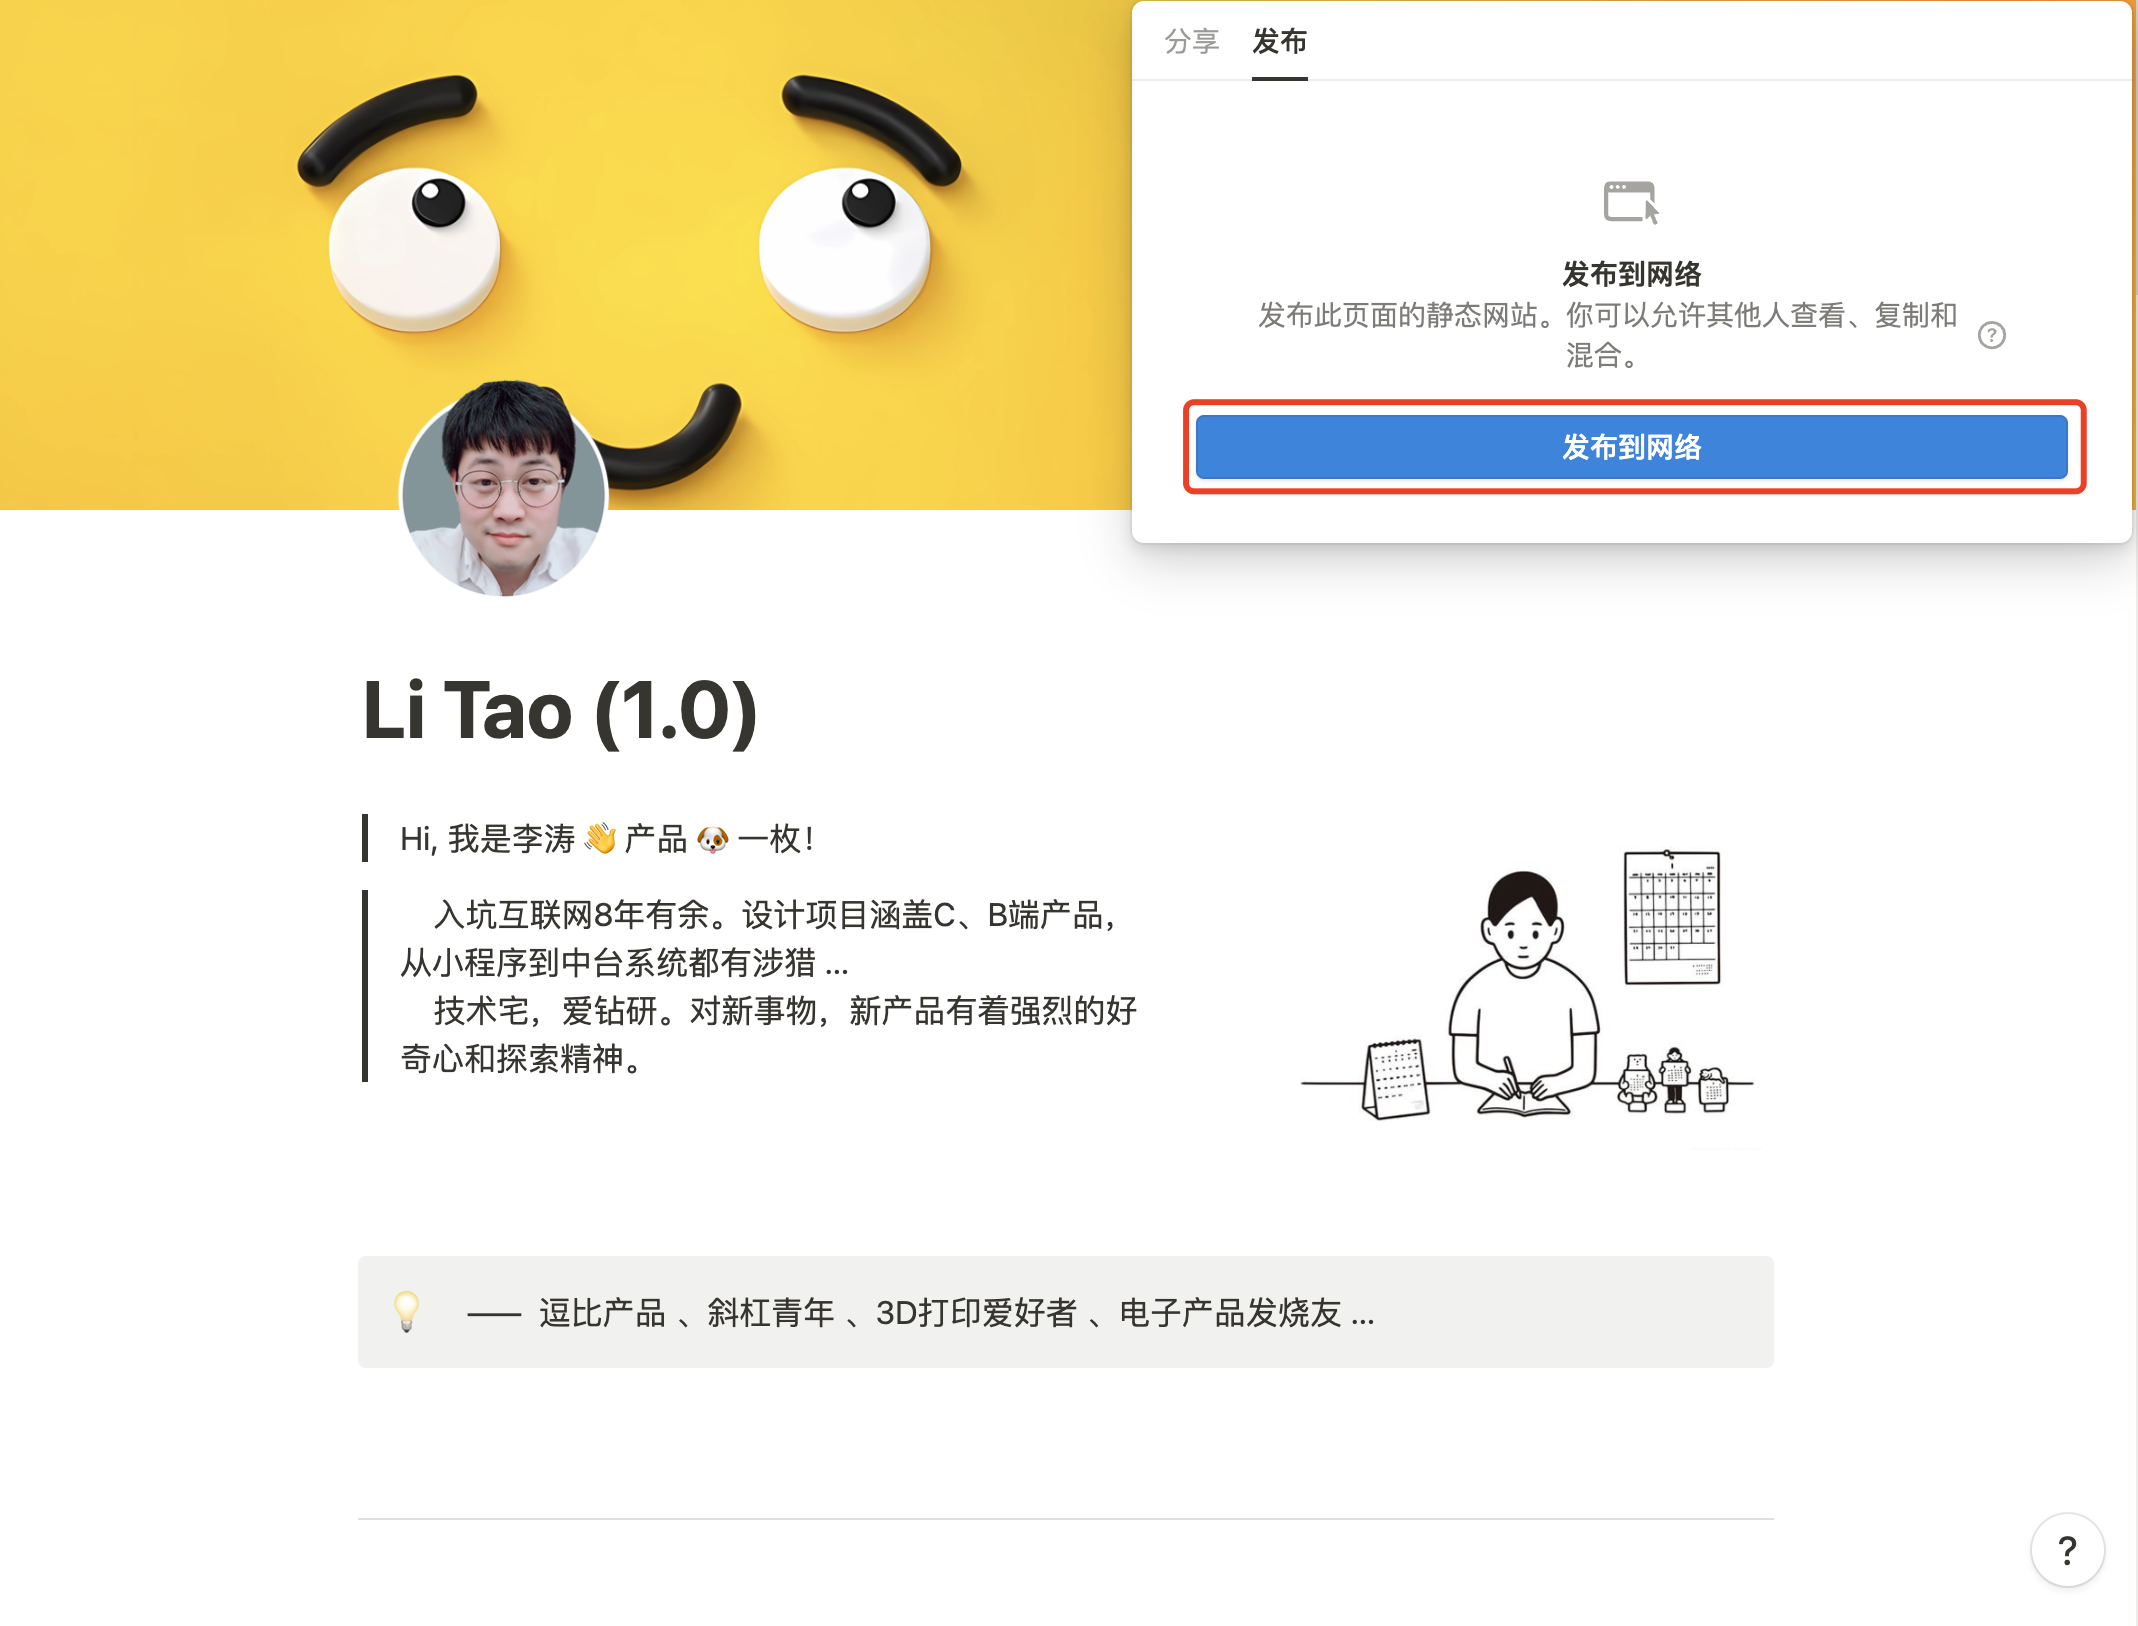 分享 发布
发布到网络
发布此页面的静态网站。你可以允许其他人查看、复制和
混合。
?
发布到网络
Li Tao (1.0)
Hi, 我是李涛 👋 产品 🐶 一枚！
入坑互联网8年有余。设计项目涵盖C、B端产品，
从小程序到中台系统都有涉猎 ...
技术宅，爱钻研。对新事物，新产品有着强烈的好
奇心和探索精神。
—— 逗比产品 、斜杠青年 、3D打印爱好者 、电子产品发烧友 ...
?